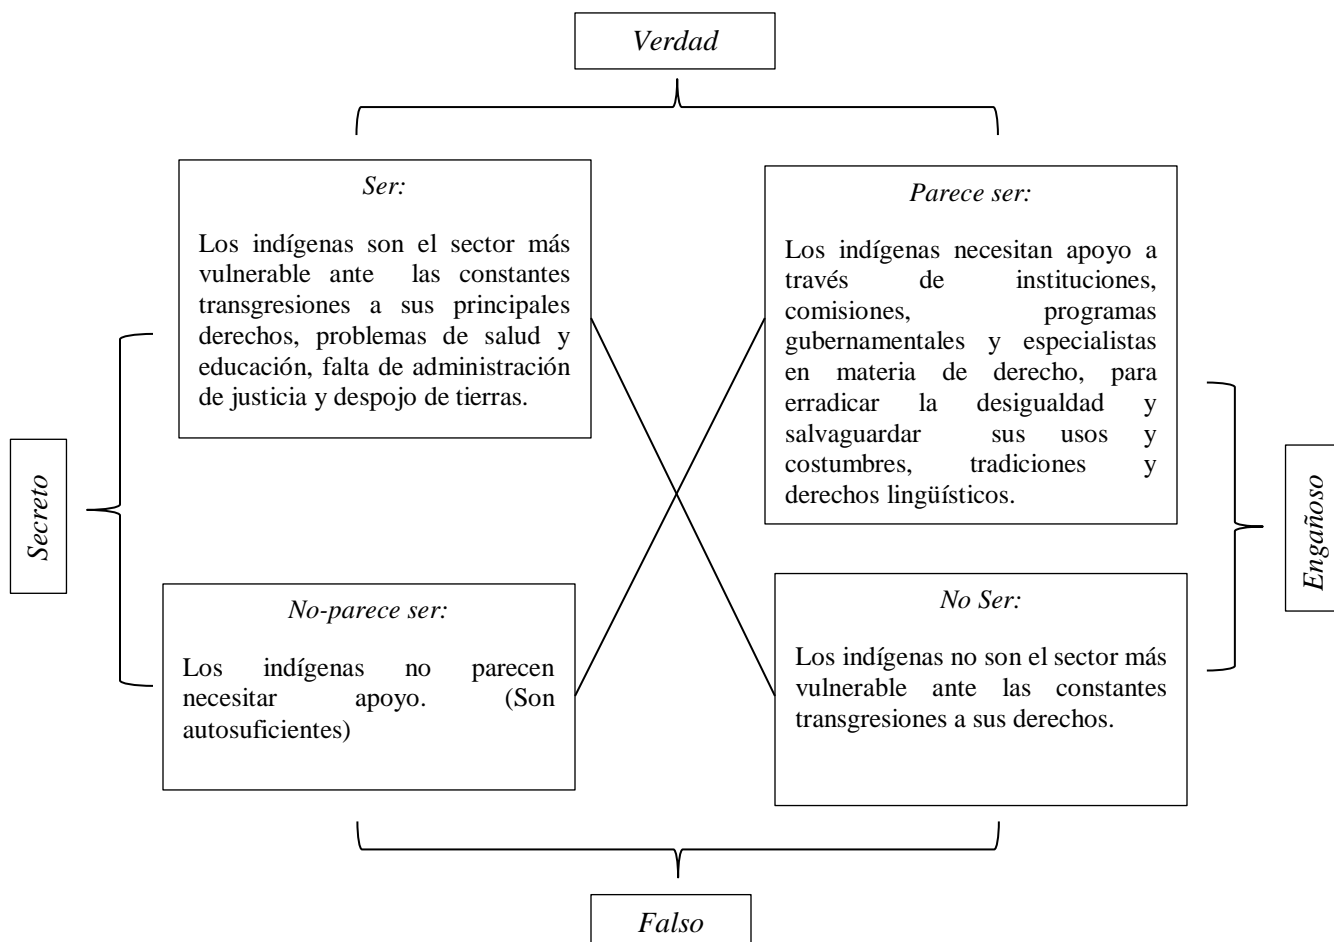 Verdad
Ser:
Los indígenas son el sector más
vulnerable ante las constantes
transgresiones a sus principales
derechos, problemas de salud y
educación, falta de administración
de justicia y despojo de tierras.
Parece ser:
Los indígenas necesitan apoyo a
través de instituciones,
comisiones, programas
gubernamentales y especialistas
en materia de derecho, para
erradicar la desigualdad y
salvaguardar sus usos y
costumbres, tradiciones y
derechos lingüísticos.
Secreto
Engañoso
No-parece ser:
Los indígenas no parecen
necesitar apoyo. (Son
autosuficientes)
No Ser:
Los indígenas no son el sector más
vulnerable ante las constantes
transgresiones a sus derechos.
Falso